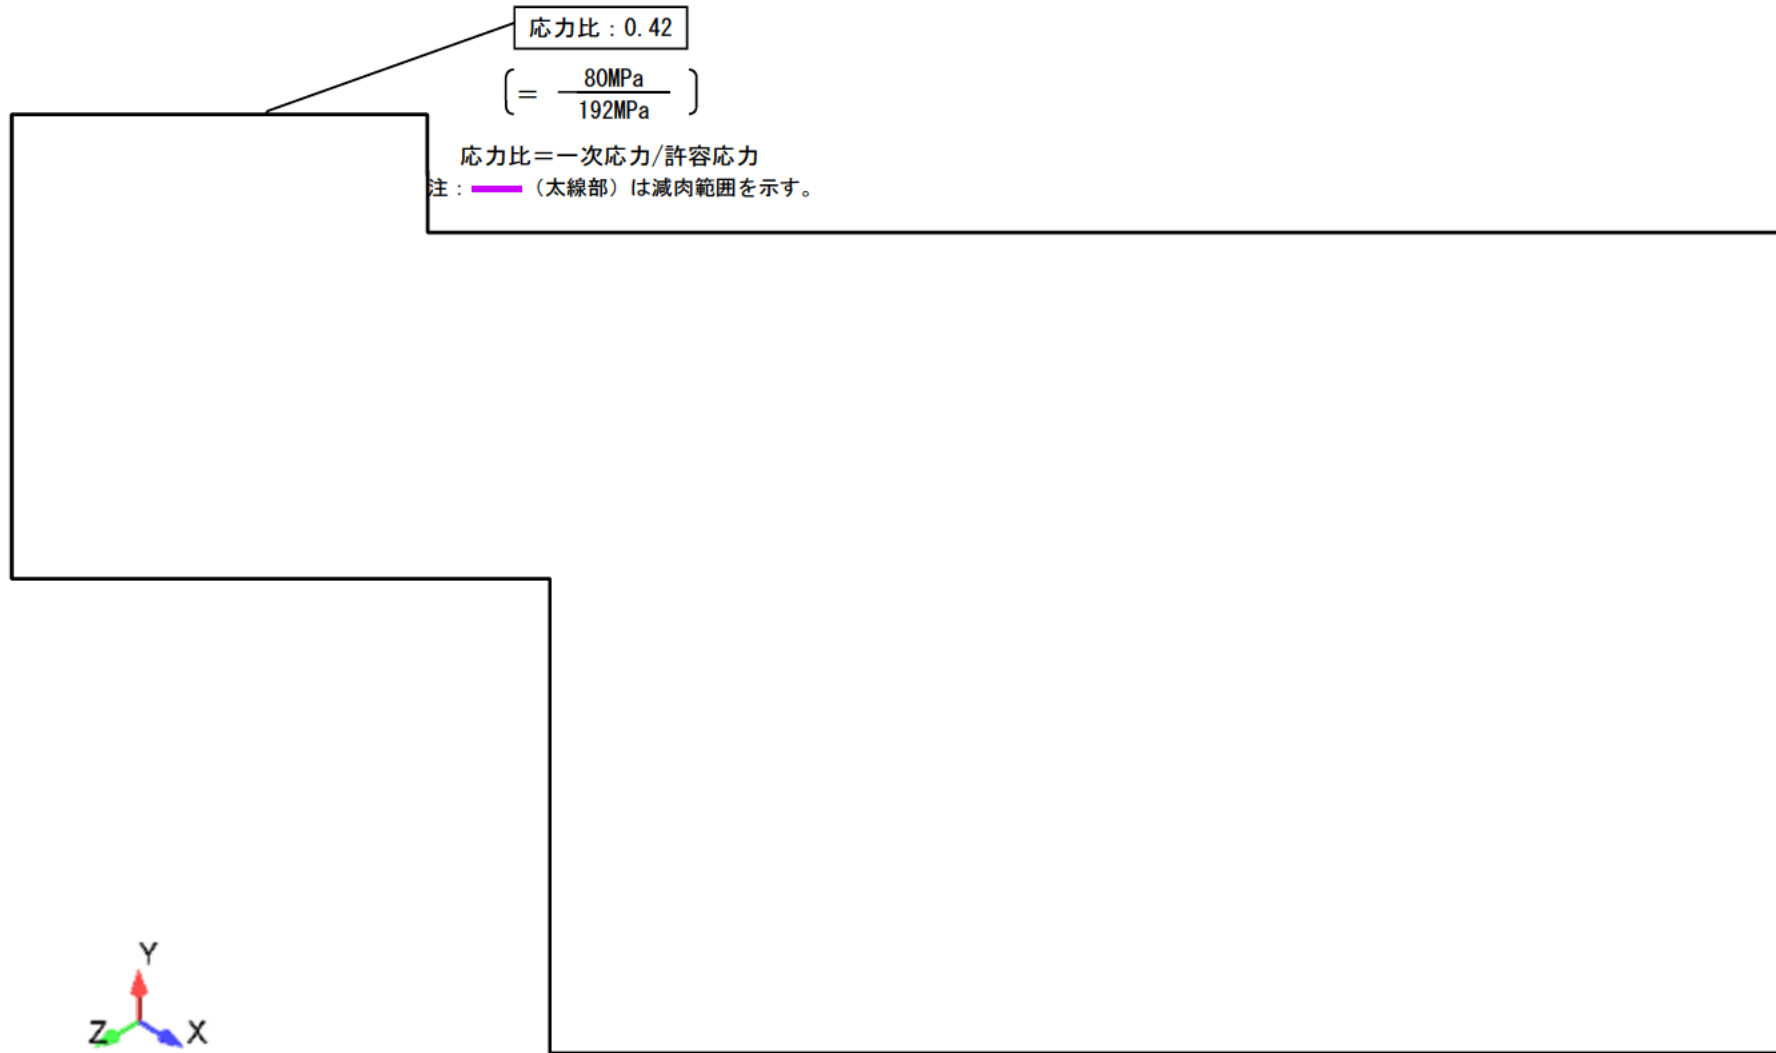 応力比：0.42
＝ 80MPa
192MPa
応力比＝一次応力/許容応力
注：（太線部）は減肉範囲を示す。
Y
Z X